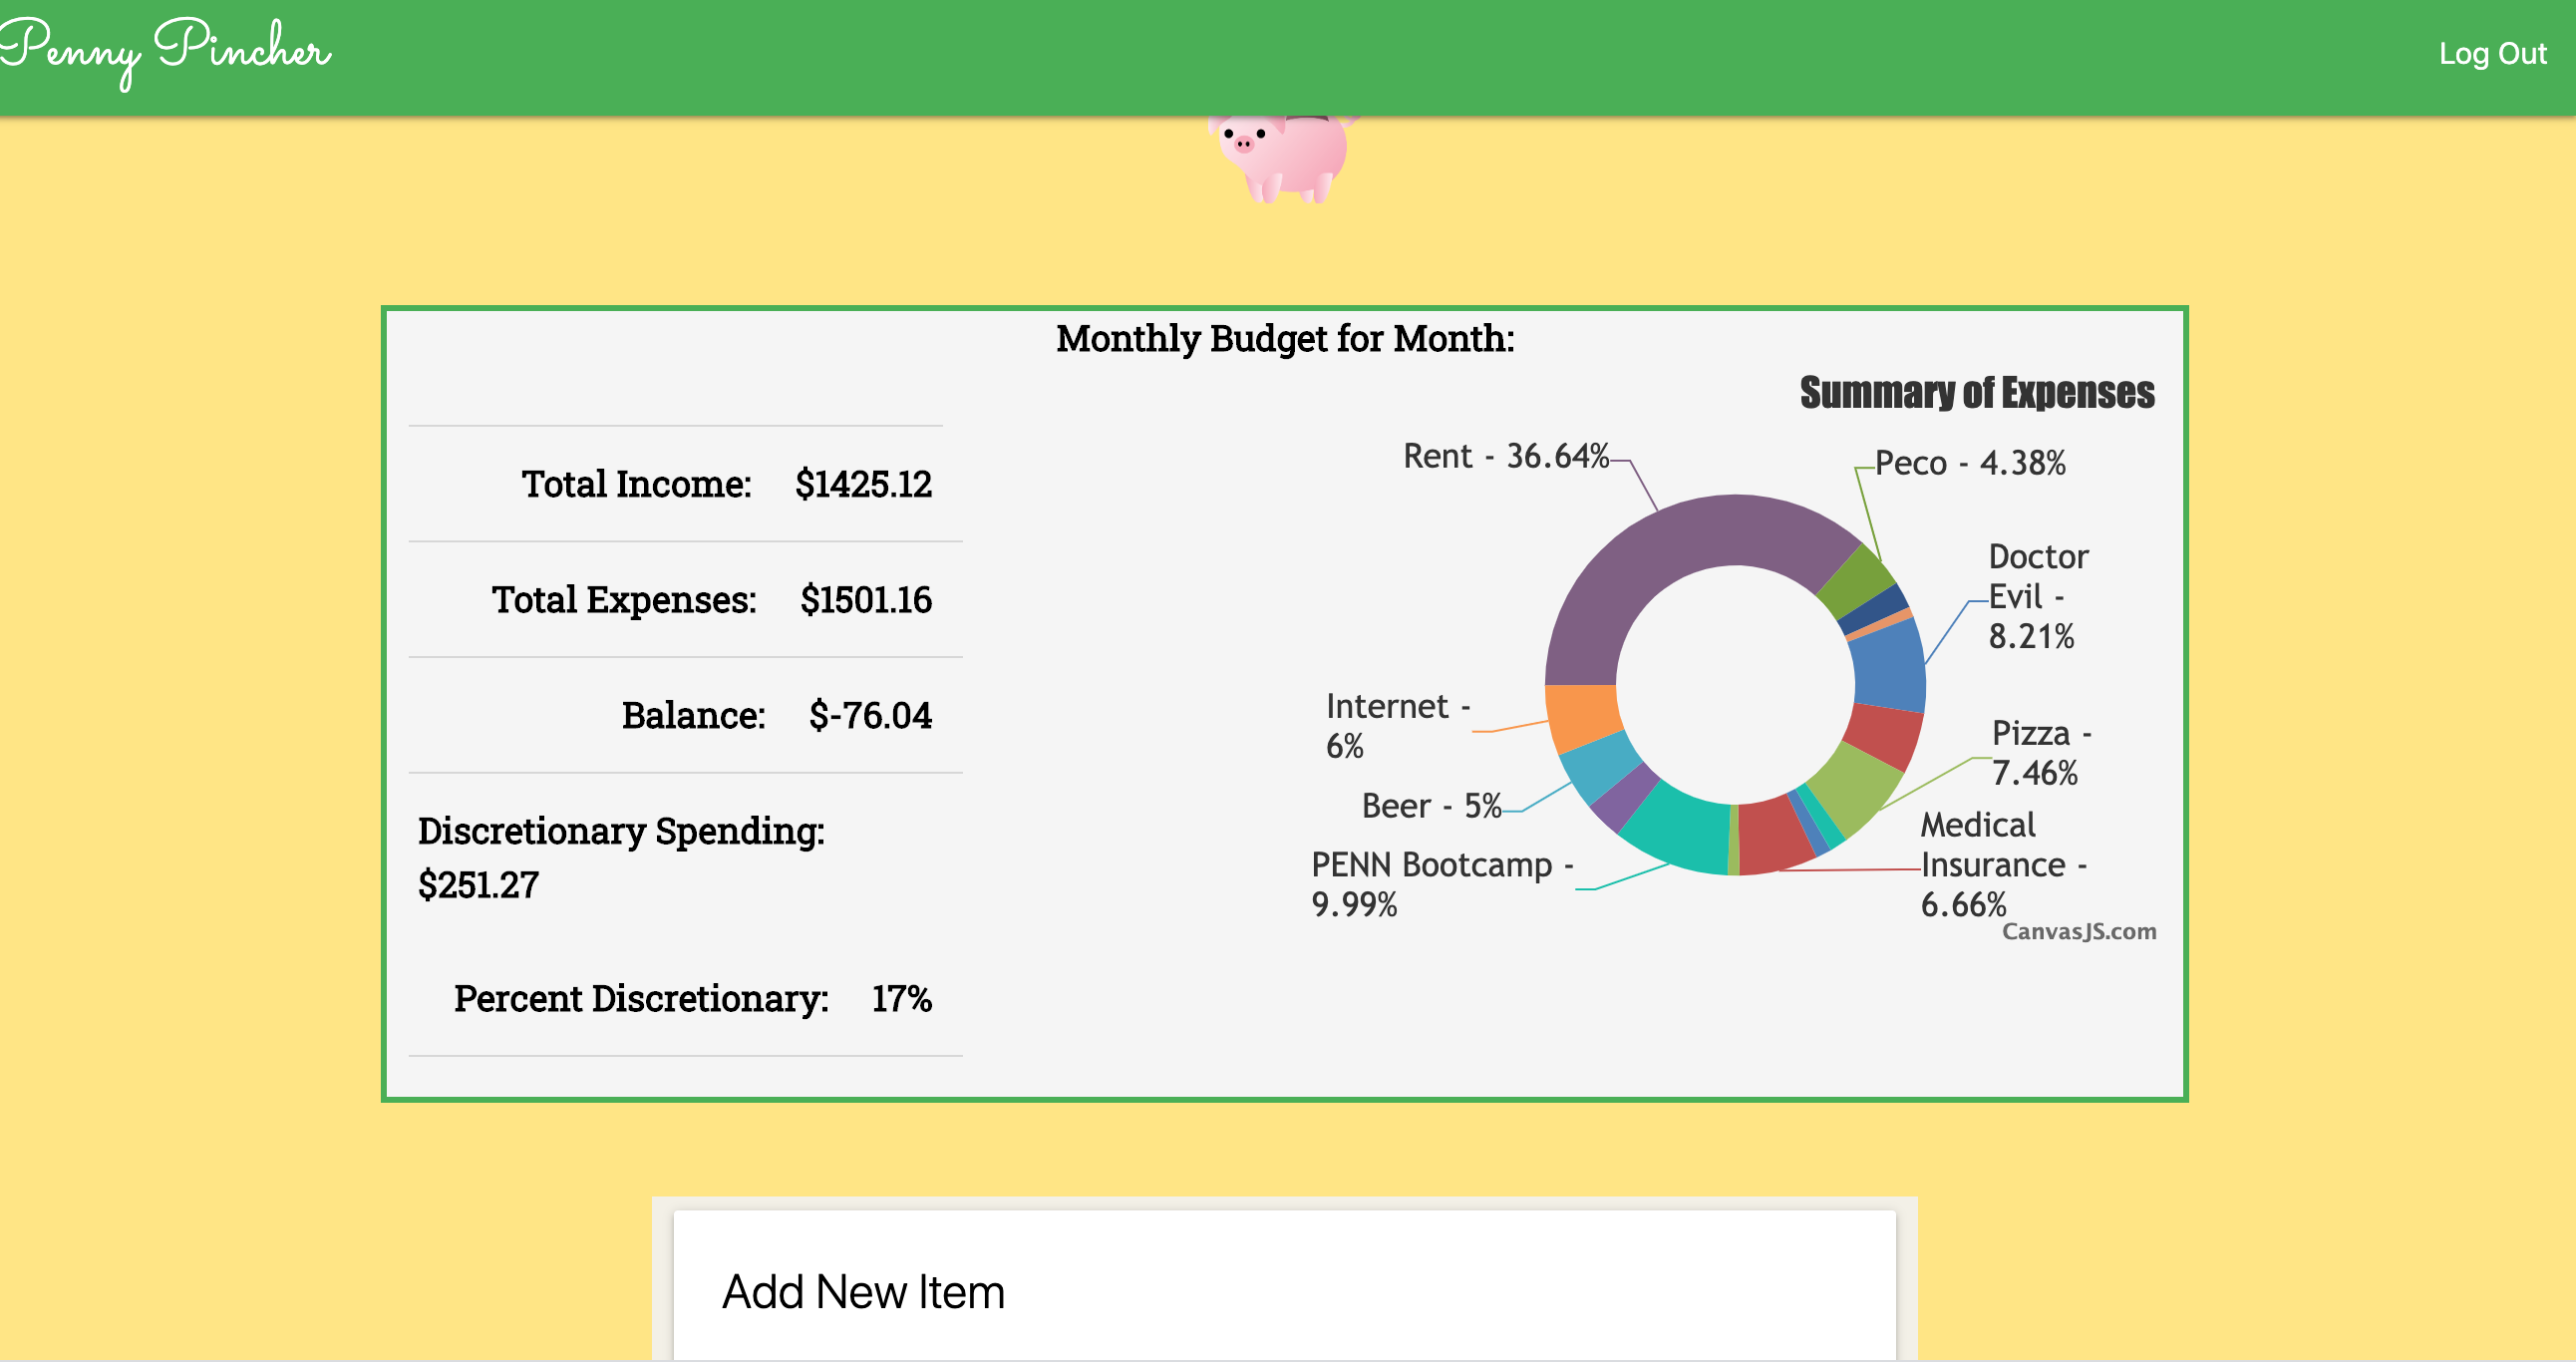 Penny Pincher
Log Out
Monthly Budget for Month:
Total Income: $1425.12
Total Expenses: $1501.16
Balance: $-76.04
Discretionary Spending:
$251.27
Percent Discretionary: 17%
Summary of Expenses
Rent - 36.64%
Peco - 4.38%
Doctor
Evil -
8.21%
Pizza -
7.46%
Medical
Insurance -
6.66%
PENN Bootcamp -
9.99%
Beer - 5%
Internet -
6%
CanvasJS.com
Add New Item